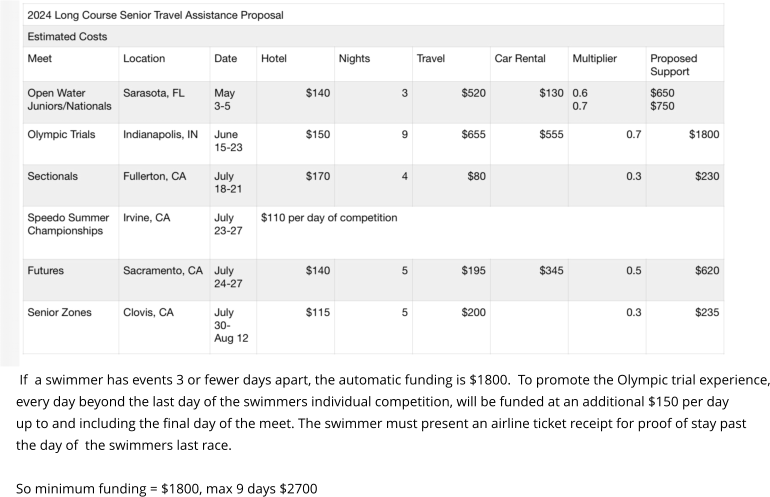 2024 Long Course Senior Travel Assistance Proposal
Estimated Costs
Meet Location Date Hotel Nights Travel Car Rental Multiplier Proposed
Support
Open Water Sarasota, FL May $140 3 $520 $130 0.6 $650
Juniors/Nationals 3-5 0.7 $750
Olympic Trials Indianapolis, IN June $150 9 $655 $555 0.7 $1800
15-23
Sectionals Fullerton, CA July $170 4 $80 0.3 $230
18-21
Speedo Summer Irvine, CA July $110 per day of competition
Championships 23-27
Futures Sacramento, CA July $140 5 $195 $345 0.5 $620
24-27
Senior Zones Clovis, CA July $115 5 $200 0.3 $235
30-
Aug 12
If a swimmer has events 3 or fewer days apart, the automatic funding is $1800. To promote the Olympic trial experience,
every day beyond the last day of the swimmers individual competition, will be funded at an additional $150 per day
up to and including the final day of the meet. The swimmer must present an airline ticket receipt for proof of stay past
the day of the swimmers last race.
So minimum funding = $1800, max 9 days $2700